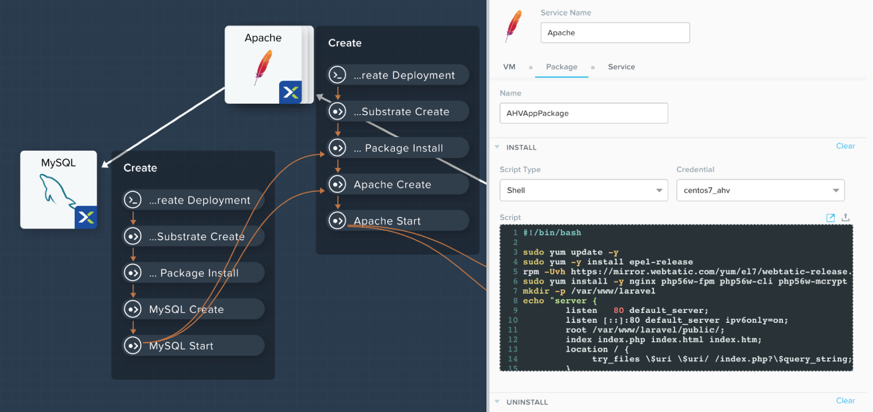 Apache
Create
...reate Deployment
...Substrate Create
... Package Install
Apache Create
Apache Start
MySQL
Create
...reate Deployment
...Substrate Create
... Package Install
MySQL Create
MySQL Start
Service Name
Apache
VM
Package
Service
Name
AHVAppPackage
INSTALL
Clear
Script Type
Credential
Shell
centos7_ahv
Script
1 #!/bin/bash
2
3 sudo yum update -y
4 sudo yum -y install epel-release
5 rpm -Uvh https://mirror.webtatic.com/yum/el7/webtatic-release.
6 sudo yum install -y nginx php56w-fpm php56w-cli php56w-mcrypt
7 mkdir -p /var/www/laravel
8 echo "server {
9 listen 80 default_server;
10 listen [::]:80 default_server ipv6only=on;
11 root /var/www/laravel/public/;
12 index index.php index.html index.htm;
13 location / {
14 try_files \$uri \$uri/ /index.php?\$query_string;
15 }
UNINSTALL
Clear